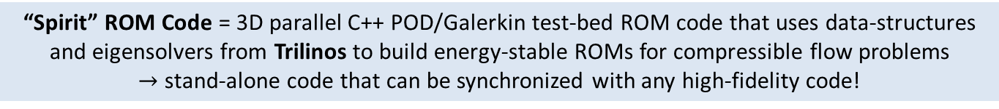 “Spirit” ROM Code = 3D parallel C++ POD/Galerkin test-bed ROM code that uses data-structures
and eigensolvers from Trilinos to build energy-stable ROMs for compressible flow problems
→ stand-alone code that can be synchronized with any high-fidelity code!